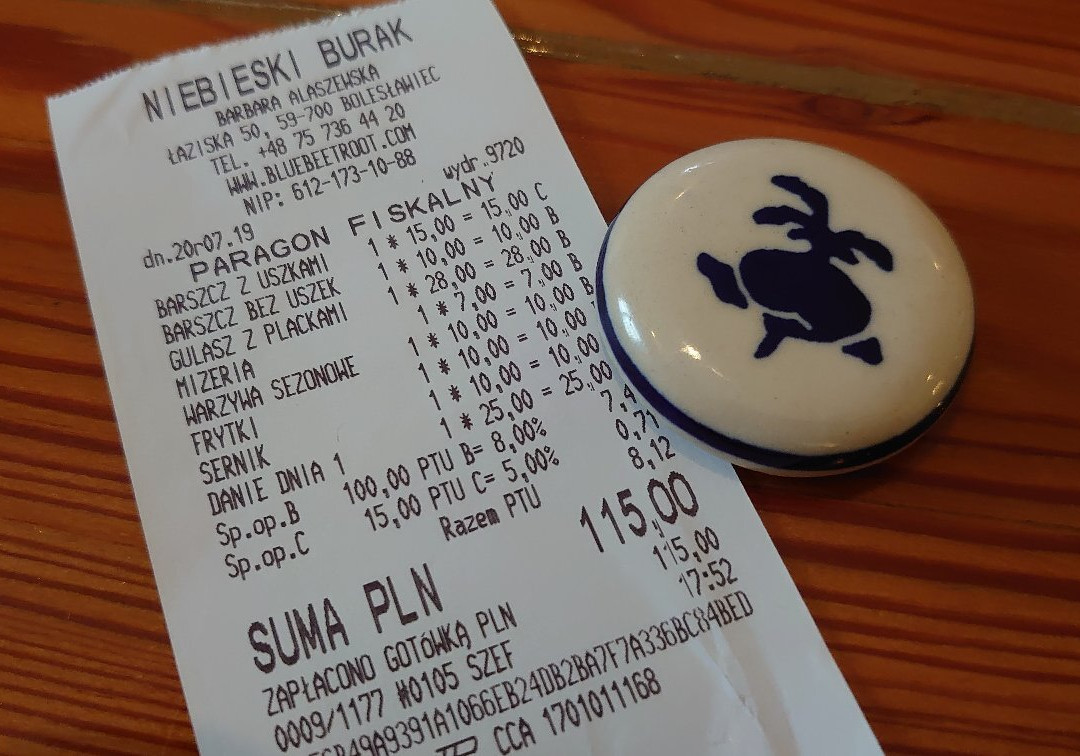 NIEBIESKI BURAK
BARBARA ALASZEWSKA
ŁAZISKA 50, 59-700 BOLESŁAWIEC
TEL. +48 75 736 44 20
WWW.BLUEBEETROOT.COM
NIP: 612-173-10-88
dn.20r07.19 wydr.9720
PARAGON FISKALNY
BARSZCZ Z USZKAMI 1 * 15,00 = 15,00 C
BARSZCZ BEZ USZEK 1 * 10,00 = 10,00 B
GULASZ Z PLACKAMI 1 * 28,00 = 28,00 B
MIZERIA 1 * 7,00 = 7,00 B
WARZYWA SEZONOWE 1 * 10,00 = 10,00 B
FRYTKI 1 * 10,00 = 10,00
SERNIK 1 * 10,00 = 10,00
DANIE DNIA 1 1 * 25,00 = 25,00
Sp.op.B 100,00 PTU B= 8,00% 7,4
Sp.op.C 15,00 PTU C= 5,00% 0,71
Razem PTU 8,12
SUMA PLN 115,00
ZAPŁACONO GOTÓWKĄ PLN 115,00
0009/1177 #0105 SZEF 17:52
9391A1066EB24DB2BA7F7A336BC84BED
CCA 1701011168